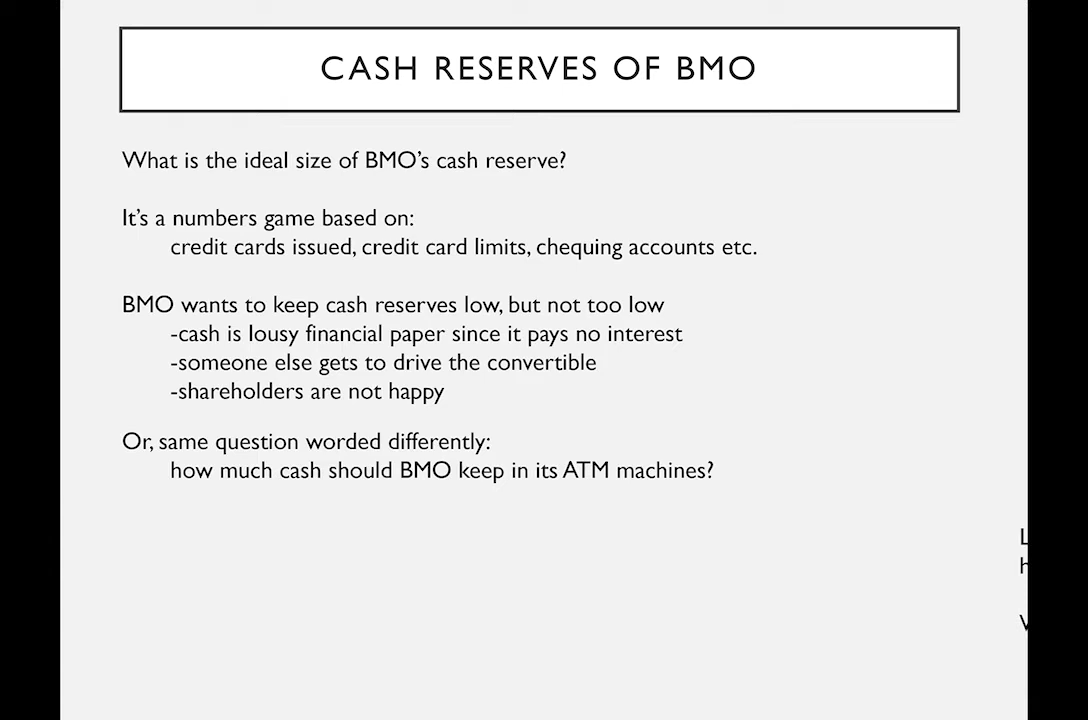 CASH RESERVES OF BMO
What is the ideal size of BMO's cash reserve?
It's a numbers game based on:
credit cards issued, credit card limits, chequing accounts etc.
BMO wants to keep cash reserves low, but not too low
-cash is lousy financial paper since it pays no interest
-someone else gets to drive the convertible
-shareholders are not happy
Or, same question worded differently:
how much cash should BMO keep in its ATM machines?